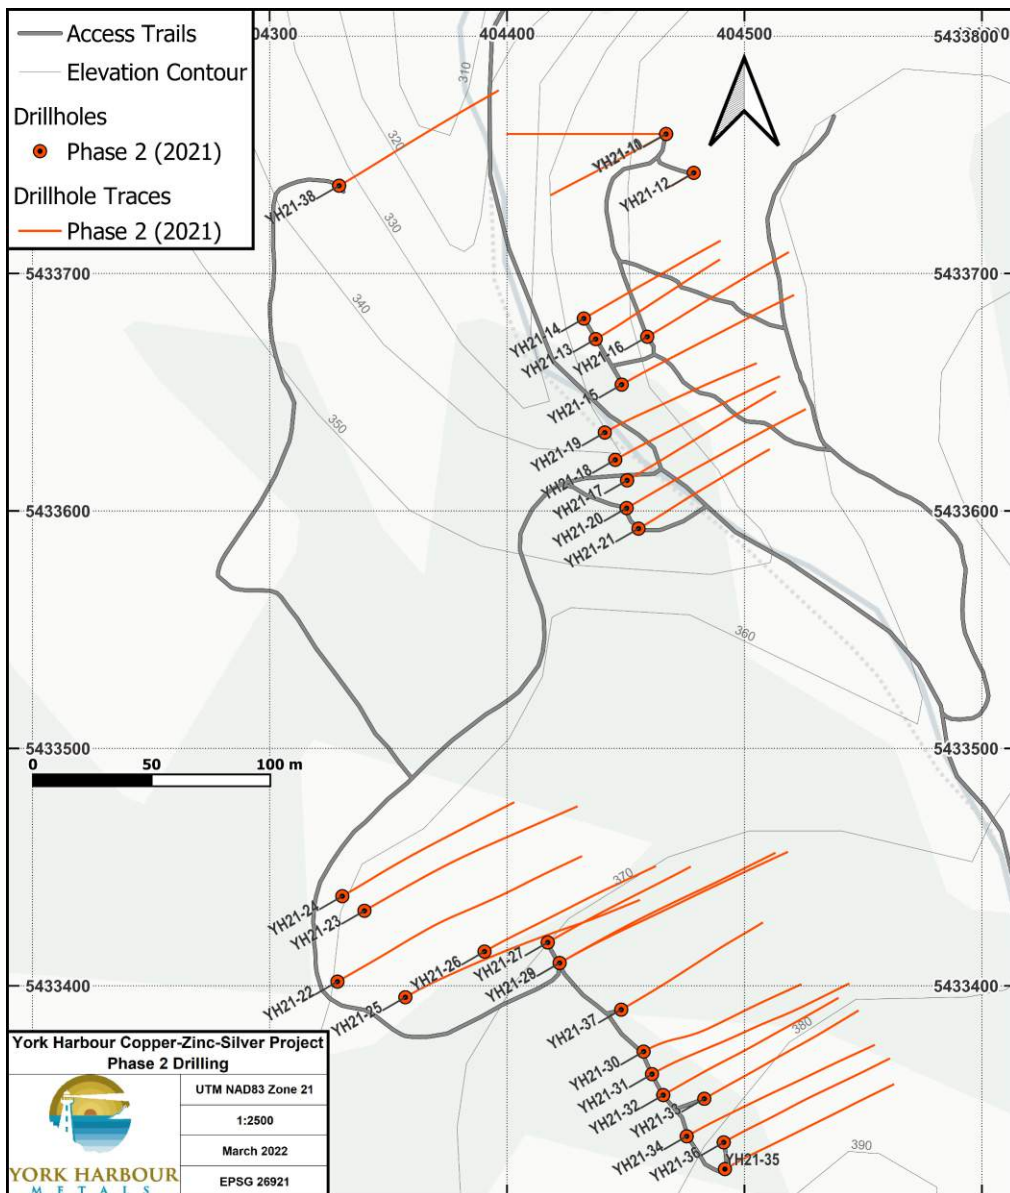 Access Trails
Elevation Contour
Drillholes
Phase 2 (2021)
Drillhole Traces
Phase 2 (2021)
404300
404400
404500
5433800
310
320
YH21-10
YH21-12
YH21-38
330
5433700
5433700
340
YH21-14
YH21-13
YH21-16
YH21-15
350
YH21-19
YH21-18
YH21-17
YH21-20
YH21-21
5433600
5433600
360
5433500
5433500
0 50 100 m
370
YH21-24
YH21-23
YH21-26
YH21-27
YH21-22
YH21-25
YH21-29
5433400
5433400
YH21-37
380
YH21-30
YH21-31
YH21-32
YH21-33
YH21-34
YH21-36
YH21-35
390
York Harbour Copper-Zinc-Silver Project
Phase 2 Drilling
UTM NAD83 Zone 21
1:2500
March 2022
EPSG 26921
YORK HARBOUR
METALS